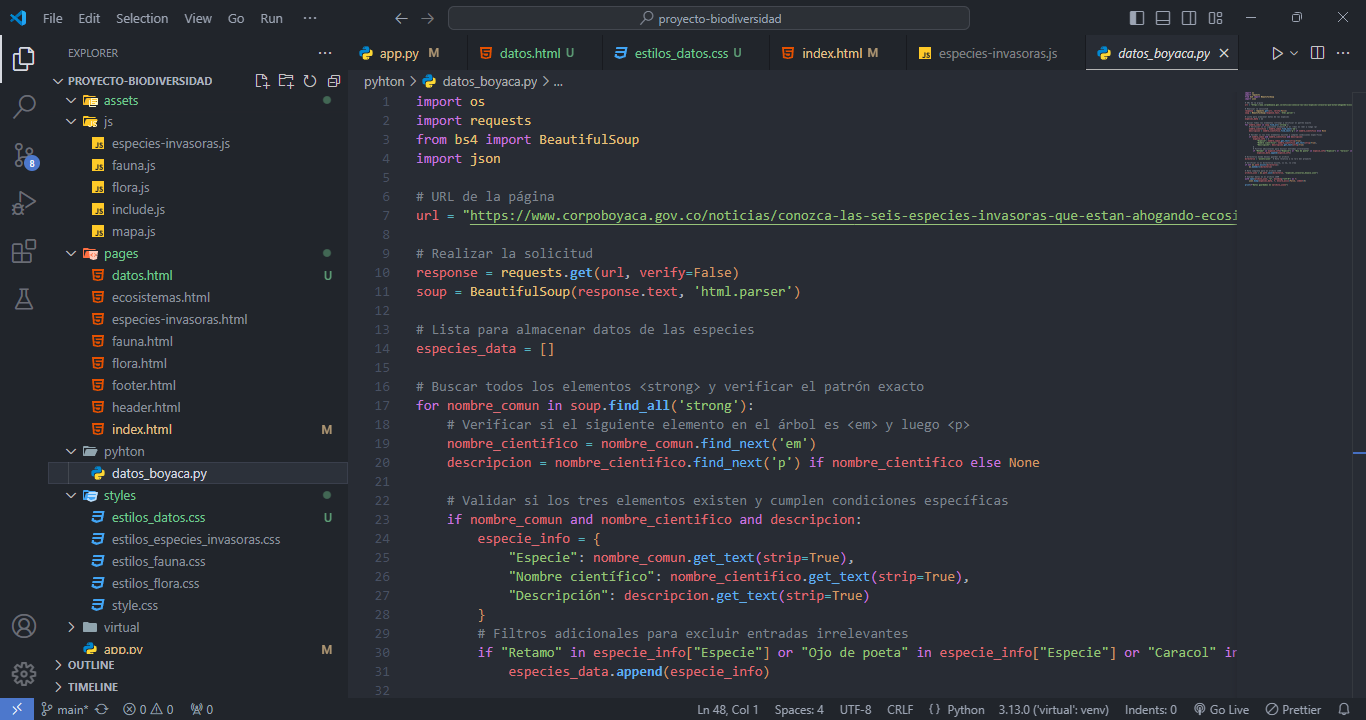 File Edit Selection View Go Run ··· proyecto-biodiversidad
EXPLORER
PROYECTO-BIODIVERSIDAD
assets
js
especies-invasoras.js
fauna.js
flora.js
include.js
mapa.js
pages
datos.html U
ecosistemas.html
especies-invasoras.html
fauna.html
flora.html
footer.html
header.html
index.html M
pyhton
datos_boyaca.py
styles
estilos_datos.css U
estilos_especies_invasoras.css
estilos_fauna.css
estilos_flora.css
style.css
virtual
app.py M
OUTLINE
TIMELINE
8
app.py M datos.html U estilos_datos.css U index.html M especies-invasoras.js datos_boyaca.py
pyhton > datos_boyaca.py > ...
1 import os
2 import requests
3 from bs4 import BeautifulSoup
4 import json
5
6 # URL de la página
7 url = "https://www.corpoboyaca.gov.co/noticias/conozca-las-seis-especies-invasoras-que-estan-ahogando-ecosi
8
9 # Realizar la solicitud
10 response = requests.get(url, verify=False)
11 soup = BeautifulSoup(response.text, 'html.parser')
12
13 # Lista para almacenar datos de las especies
14 especies_data = []
15
16 # Buscar todos los elementos <strong> y verificar el patrón exacto
17 for nombre_comun in soup.find_all('strong'):
18 # Verificar si el siguiente elemento en el árbol es <em> y luego <p>
19 nombre_cientifico = nombre_comun.find_next('em')
20 descripcion = nombre_cientifico.find_next('p') if nombre_cientifico else None
21
22 # Validar si los tres elementos existen y cumplen condiciones específicas
23 if nombre_comun and nombre_cientifico and descripcion:
24 especie_info = {
25 "Especie": nombre_comun.get_text(strip=True),
26 "Nombre científico": nombre_cientifico.get_text(strip=True),
27 "Descripción": descripcion.get_text(strip=True)
28 }
29 # Filtros adicionales para excluir entradas irrelevantes
30 if "Retamo" in especie_info["Especie"] or "Ojo de poeta" in especie_info["Especie"] or "Caracol" in
31 especies_data.append(especie_info)
32
main* 0 0 0 Ln 48, Col 1 Spaces: 4 UTF-8 CRLF {} Python 3.13.0 ('virtual': venv) Indents: 0 Go Live Prettier